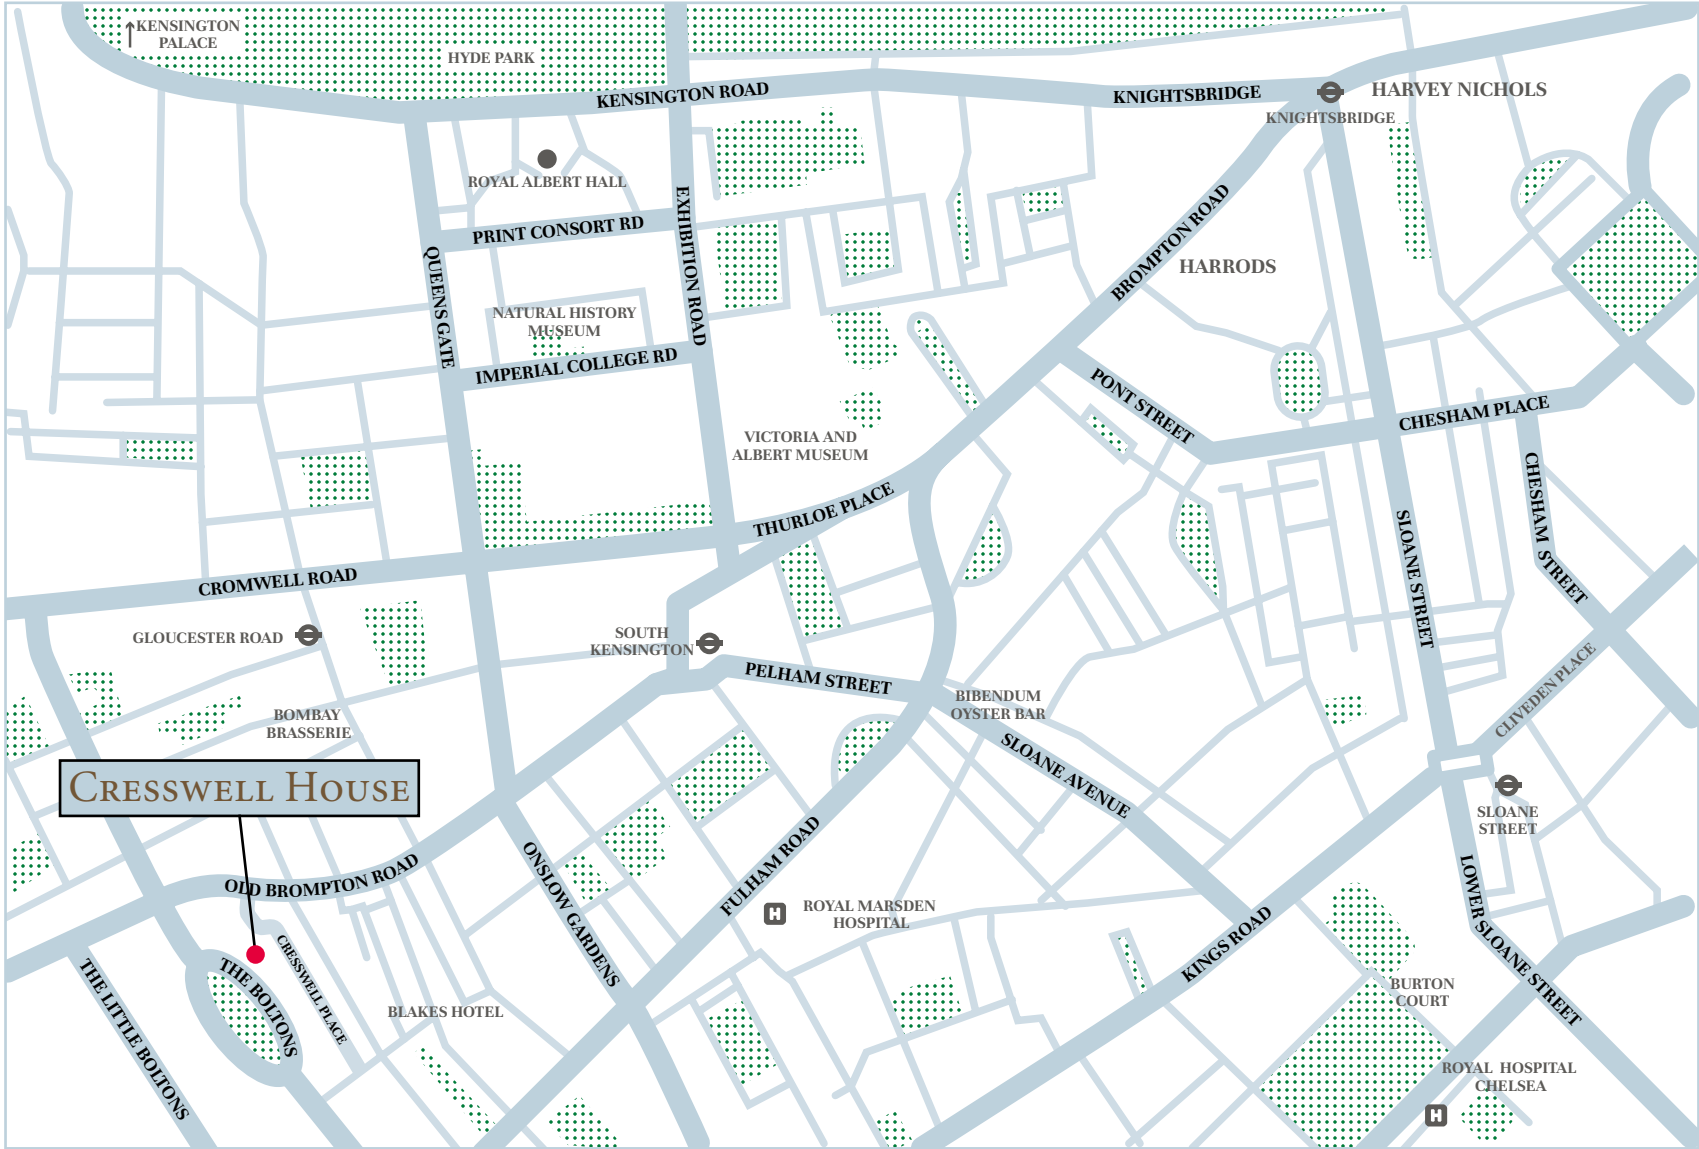 KENSINGTON
PALACE
HYDE PARK
KENSINGTON ROAD
KNIGHTSBRIDGE
HARVEY NICHOLS
KNIGHTSBRIDGE
ROYAL ALBERT HALL
PRINT CONSORT RD
EXHIBITION ROAD
QUEENS GATE
BROMPTON ROAD
HARRODS
NATURAL HISTORY
MUSEUM
IMPERIAL COLLEGE RD
PONT STREET
CHESHAM PLACE
VICTORIA AND
ALBERT MUSEUM
CHESHAM STREET
THURLOE PLACE
SLOANE STREET
CROMWELL ROAD
GLOUCESTER ROAD
SOUTH
KENSINGTON
PELHAM STREET
CLIVEDEN PLACE
BIBENDUM
OYSTER BAR
BOMBAY
BRASSERIE
SLOANE AVENUE
CRESSWELL HOUSE
SLOANE
STREET
OLD BROMPTON ROAD
ONSLOW GARDENS
FULHAM ROAD
H
ROYAL MARSDEN
HOSPITAL
LOWER SLOANE STREET
KINGS ROAD
THE LITTLE BOLTONS
THE BOLTONS
CRESSWELL PLACE
BLAKES HOTEL
BURTON
COURT
ROYAL HOSPITAL
CHELSEA
H